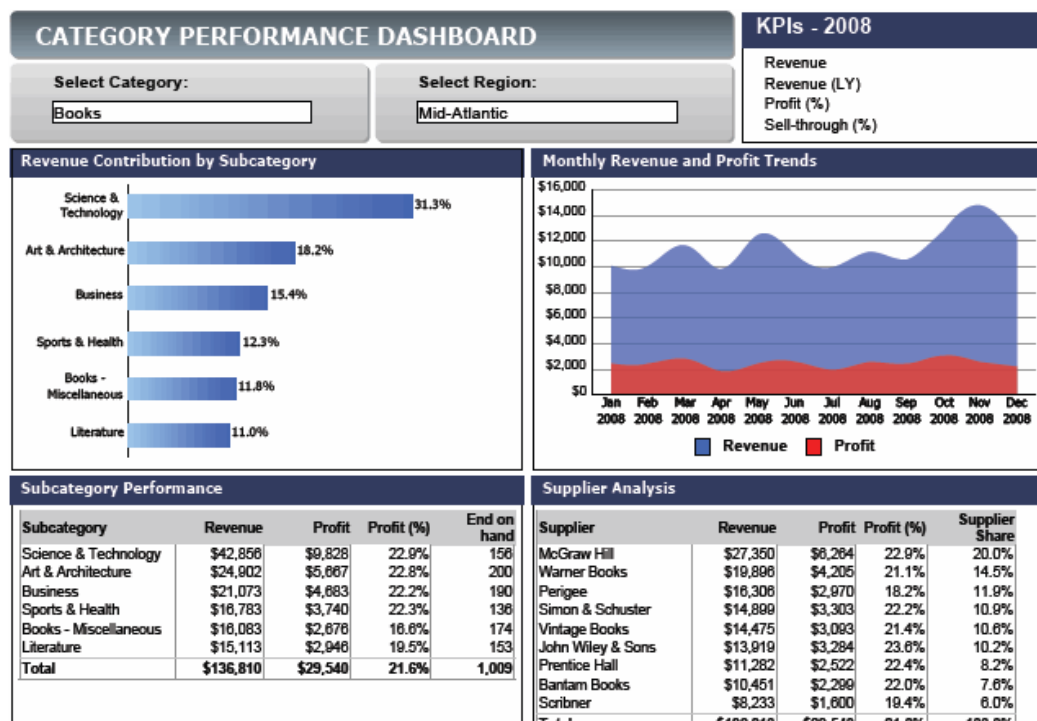 CATEGORY PERFORMANCE DASHBOARD
Select Category:
Books
Select Region:
Mid-Atlantic
KPIs - 2008
Revenue
Revenue (LY)
Profit (%)
Sell-through (%)
Revenue Contribution by Subcategory
Science &
Technology
31.3%
Art & Architecture
18.2%
Business
15.4%
Sports & Health
12.3%
Books -
Miscellaneous
11.8%
Literature
11.0%
Monthly Revenue and Profit Trends
$16,000
$14,000
$12,000
$10,000
$8,000
$6,000
$4,000
$2,000
$0
Jan Feb Mar Apr May Jun Jul Aug Sep Oct Nov Dec
2008 2008 2008 2008 2008 2008 2008 2008 2008 2008 2008 2008
Revenue Profit
Subcategory Performance
Subcategory Revenue Profit Profit (%) End on hand
Science & Technology $42,856 $9,828 22.9% 156
Art & Architecture $24,902 $5,667 22.8% 200
Business $21,073 $4,683 22.2% 190
Sports & Health $16,783 $3,740 22.3% 136
Books - Miscellaneous $16,083 $2,676 16.6% 174
Literature $15,113 $2,946 19.5% 153
Total $136,810 $29,540 21.6% 1,009
Supplier Analysis
Supplier Revenue Profit Profit (%) Supplier Share
McGraw Hill $27,350 $6,264 22.9% 20.0%
Warner Books $19,896 $4,205 21.1% 14.5%
Perigee $16,306 $2,970 18.2% 11.9%
Simon & Schuster $14,899 $3,303 22.2% 10.9%
Vintage Books $14,475 $3,093 21.4% 10.6%
John Wiley & Sons $13,919 $3,284 23.6% 10.2%
Prentice Hall $11,282 $2,522 22.4% 8.2%
Bantam Books $10,451 $2,299 22.0% 7.6%
Scribner $8,233 $1,600 19.4% 6.0%